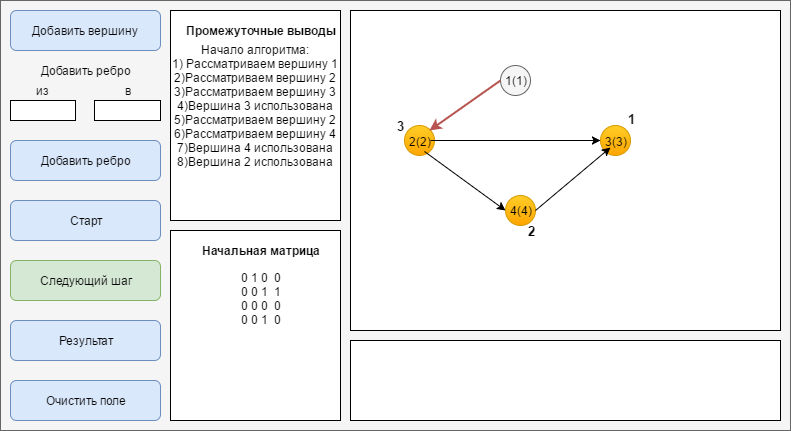 Добавить вершину
Добавить ребро
из
в
Добавить ребро
Старт
Следующий шаг
Результат
Очистить поле
Промежуточные выводы
Начало алгоритма:
1) Рассматриваем вершину 1
2)Рассматриваем вершину 2
3)Рассматриваем вершину 3
4)Вершина 3 использована
5)Рассматриваем вершину 2
6)Рассматриваем вершину 4
7)Вершина 4 использована
8)Вершина 2 использована
Начальная матрица
0 1 0 0
0 0 1 1
0 0 0 0
0 0 1 0
1(1)
3
2(2)
1
3(3)
4(4)
2